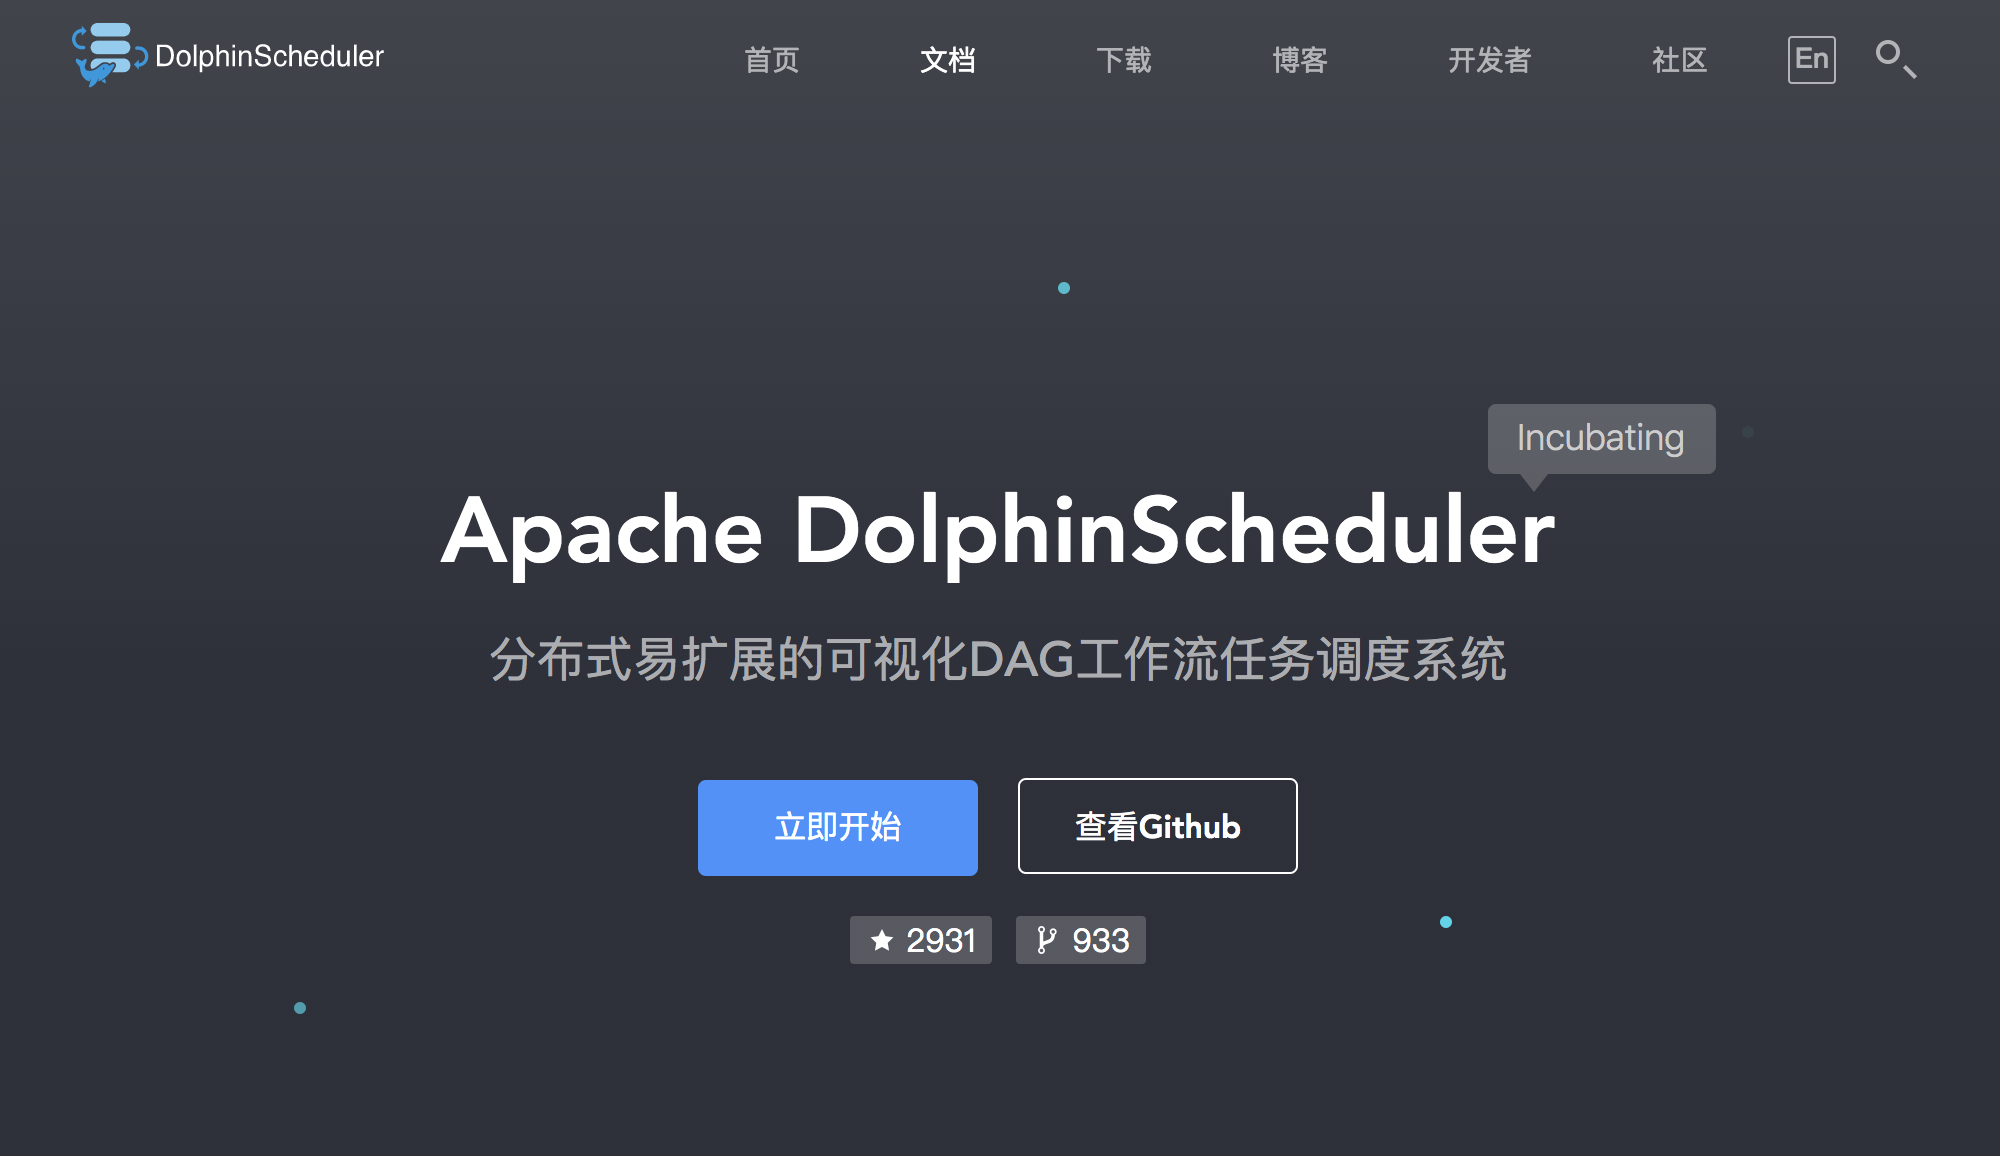 DolphinScheduler
首页 文档 下载 博客 开发者 社区 En
Incubating
Apache DolphinScheduler
分布式易扩展的可视化DAG工作流任务调度系统
立即开始 查看Github
2931 933